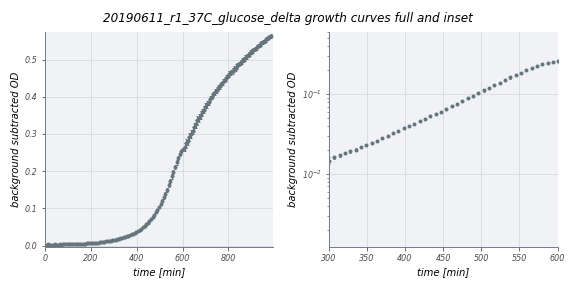 20190611_r1_37C_glucose_delta growth curves full and inset
background subtracted OD
0.5
0.4
0.3
0.2
0.1
0.0
0 200 400 600 800
time [min]
background subtracted OD
10⁻¹
10⁻²
300 350 400 450 500 550 600
time [min]